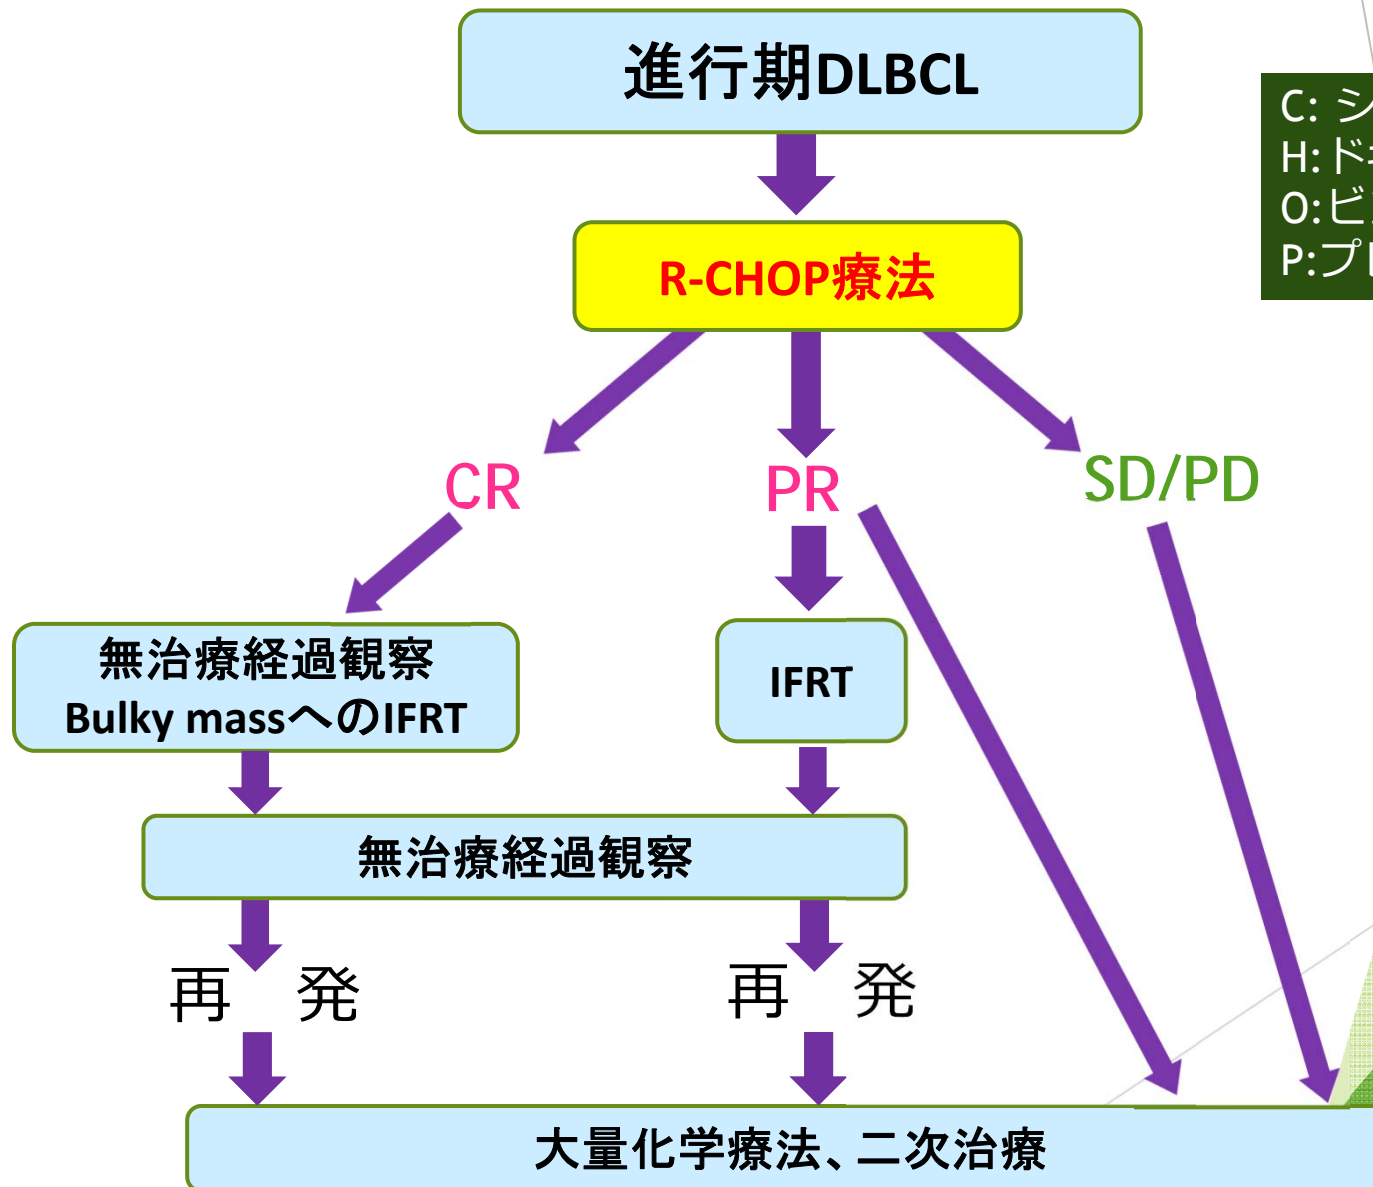 進行期DLBCL
C: シ
H:ドキ
O:ビ
P:プ
R-CHOP療法
CR
PR
SD/PD
無治療経過観察
Bulky massへのIFRT
IFRT
無治療経過観察
再 発
再 発
大量化学療法、二次治療